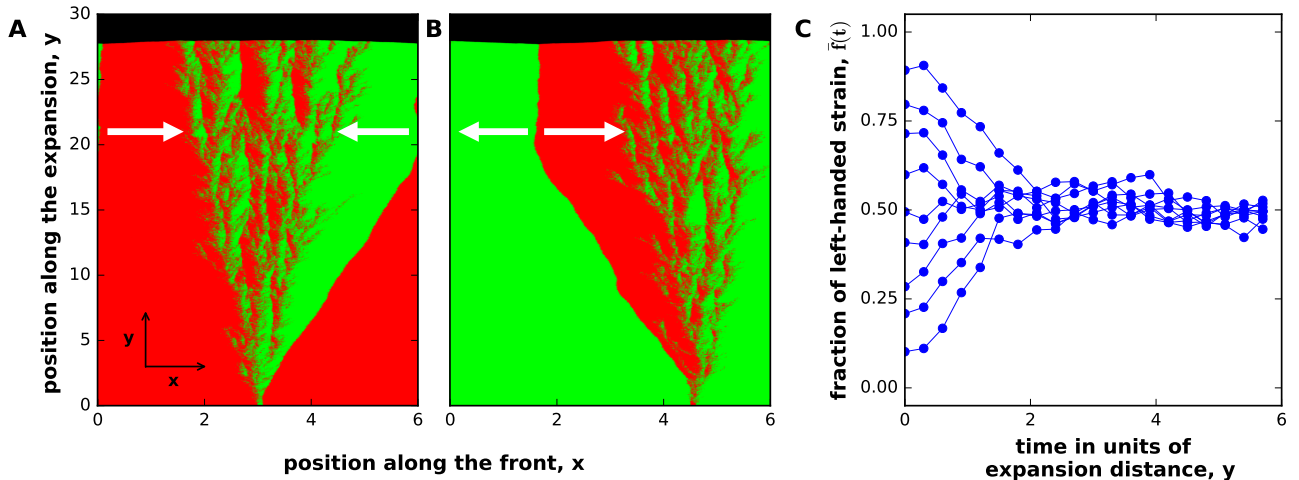 A
B
C
position along the expansion, y
30
25
20
15
10
5
0
y
x
0
2
4
6
0
2
4
6
position along the front, x
fraction of left-handed strain, f̄(t)
1.00
0.75
0.50
0.25
0.00
0
2
4
6
time in units of
expansion distance, y